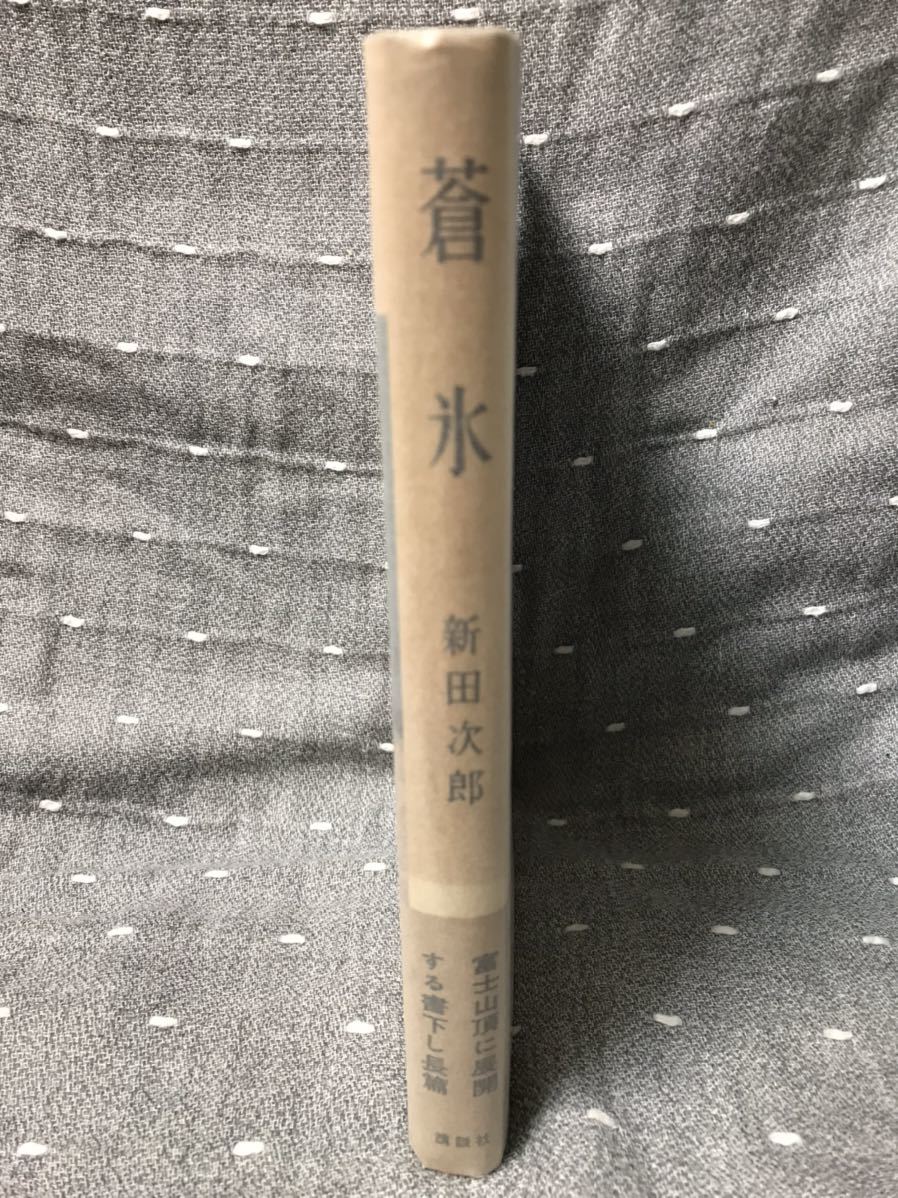 蒼氷
新田次郎
富士山頂に展開
する書下し長篇
講談社